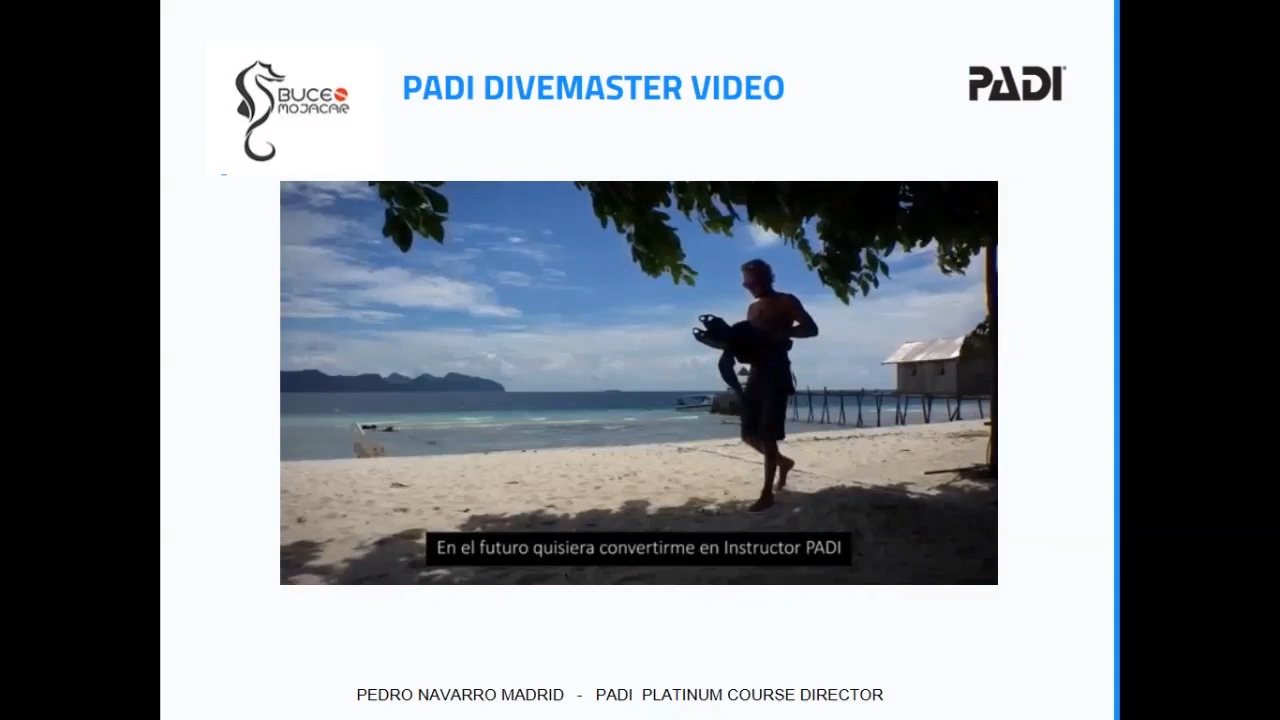 BUCEO
MOJACAR
PADI DIVEMASTER VIDEO
PADI
En el futuro quisiera convertirme en Instructor PADI
PEDRO NAVARRO MADRID - PADI PLATINUM COURSE DIRECTOR